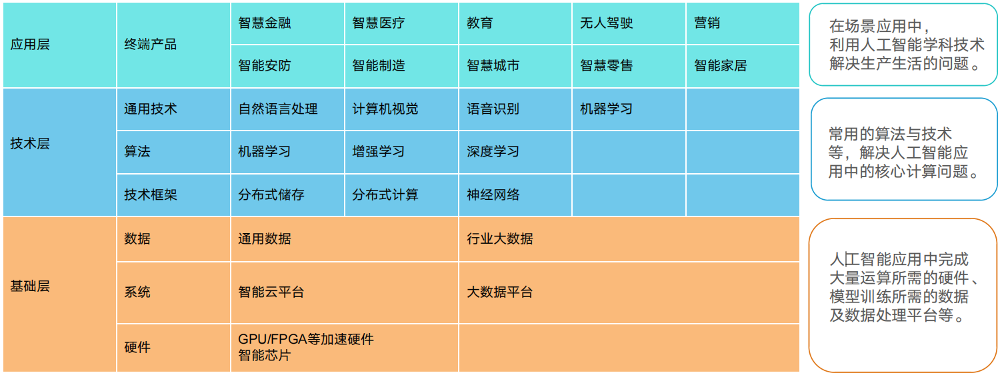 应用层
终端产品
智慧金融
智慧医疗
教育
无人驾驶
营销
智能安防
智能制造
智慧城市
智慧零售
智能家居
在场景应用中，
利用人工智能学科技术
解决生产生活的问题。
技术层
通用技术
自然语言处理
计算机视觉
语音识别
机器学习
算法
机器学习
增强学习
深度学习
技术框架
分布式储存
分布式计算
神经网络
常用的算法与技术
等，解决人工智能应
用中的核心计算问题。
基础层
数据
通用数据
行业大数据
系统
智能云平台
大数据平台
硬件
GPU/FPGA等加速硬件
智能芯片
人工智能应用中完成
大量运算所需的硬件、
模型训练所需的数据
及数据处理平台等。